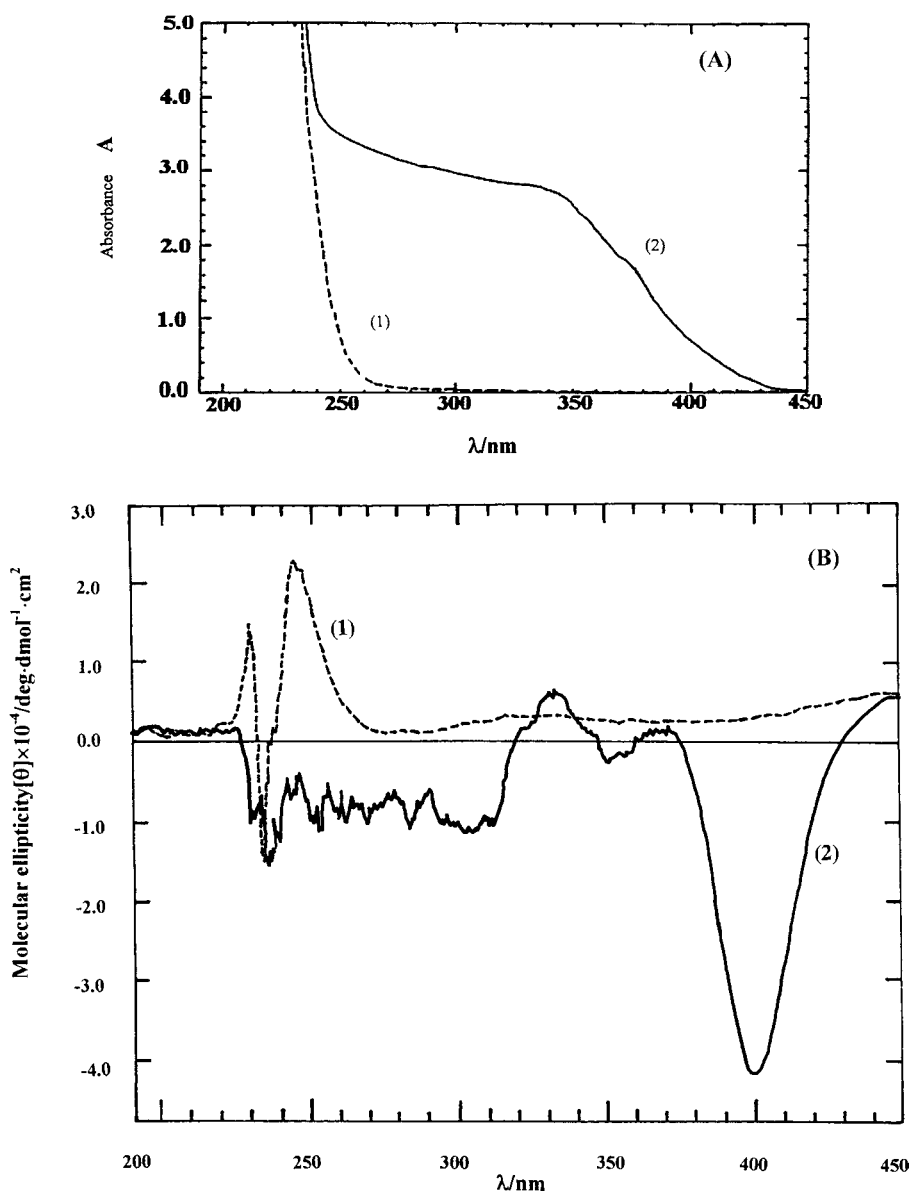 5.0
(A)
4.0
Absorbance A
3.0
2.0
(2)
1.0
(1)
0.0
200 250 300 350 400 450
λ/nm
3.0
(B)
2.0
(1)
1.0
0.0
Molecular ellipticity[θ]×10⁻⁴/deg·dmol⁻¹·cm²
-1.0
(2)
-2.0
-3.0
-4.0
200 250 300 350 400 450
λ/nm